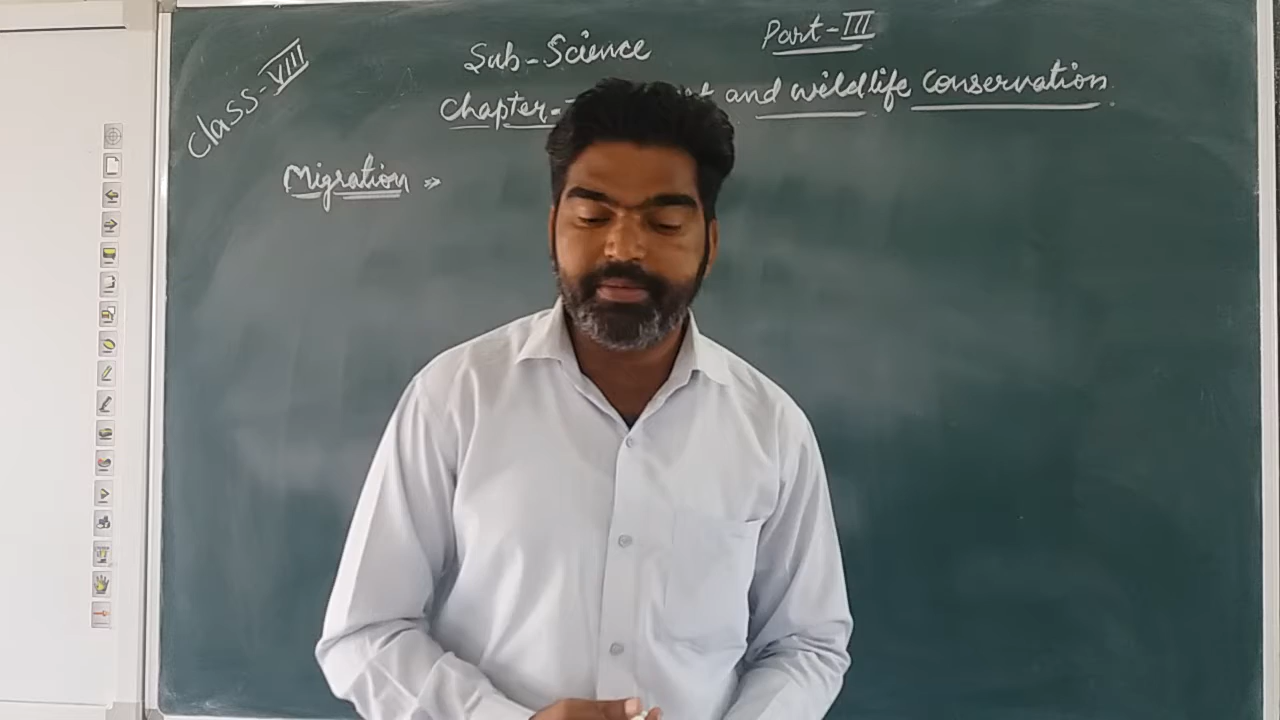 Class-VIII
Sub-Science
Part-III
Chapter- and wildlife conservation.
Migration »